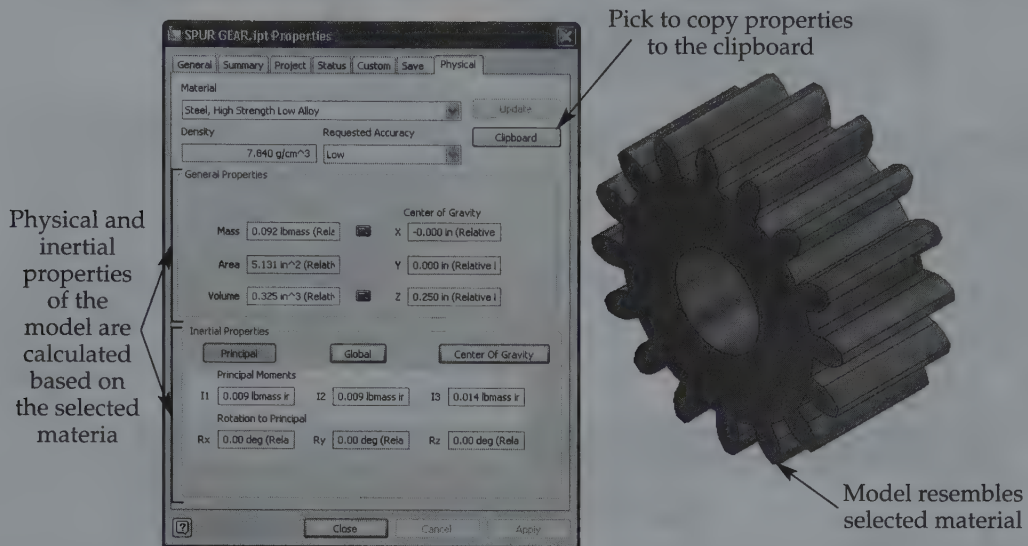 Pick to copy properties
to the clipboard
SPUR GEAR.ipt Properties
General Summary Project Status Custom Save Physical
Material
Steel, High Strength Low Alloy
Update
Density
Requested Accuracy
Clipboard
7.840 g/cm^3
Low
General Properties
Center of Gravity
Mass 0.092 lbmass (Rela
X -0.000 in (Relative
Area 5.131 in^2 (Relativ
Y 0.000 in (Relative
Volume 0.325 in^3 (Relativ
Z 0.250 in (Relative
Inertial Properties
Principal Global Center Of Gravity
Principal Moments
I1 0.009 lbmass ir I2 0.009 lbmass ir I3 0.014 lbmass ir
Rotation to Principal
Rx 0.00 deg (Rela Ry 0.00 deg (Rela Rz 0.00 deg (Rela
? Close Cancel Apply
Physical and
inertial
properties
of the
model are
calculated
based on
the selected
materia
Model resembles
selected material